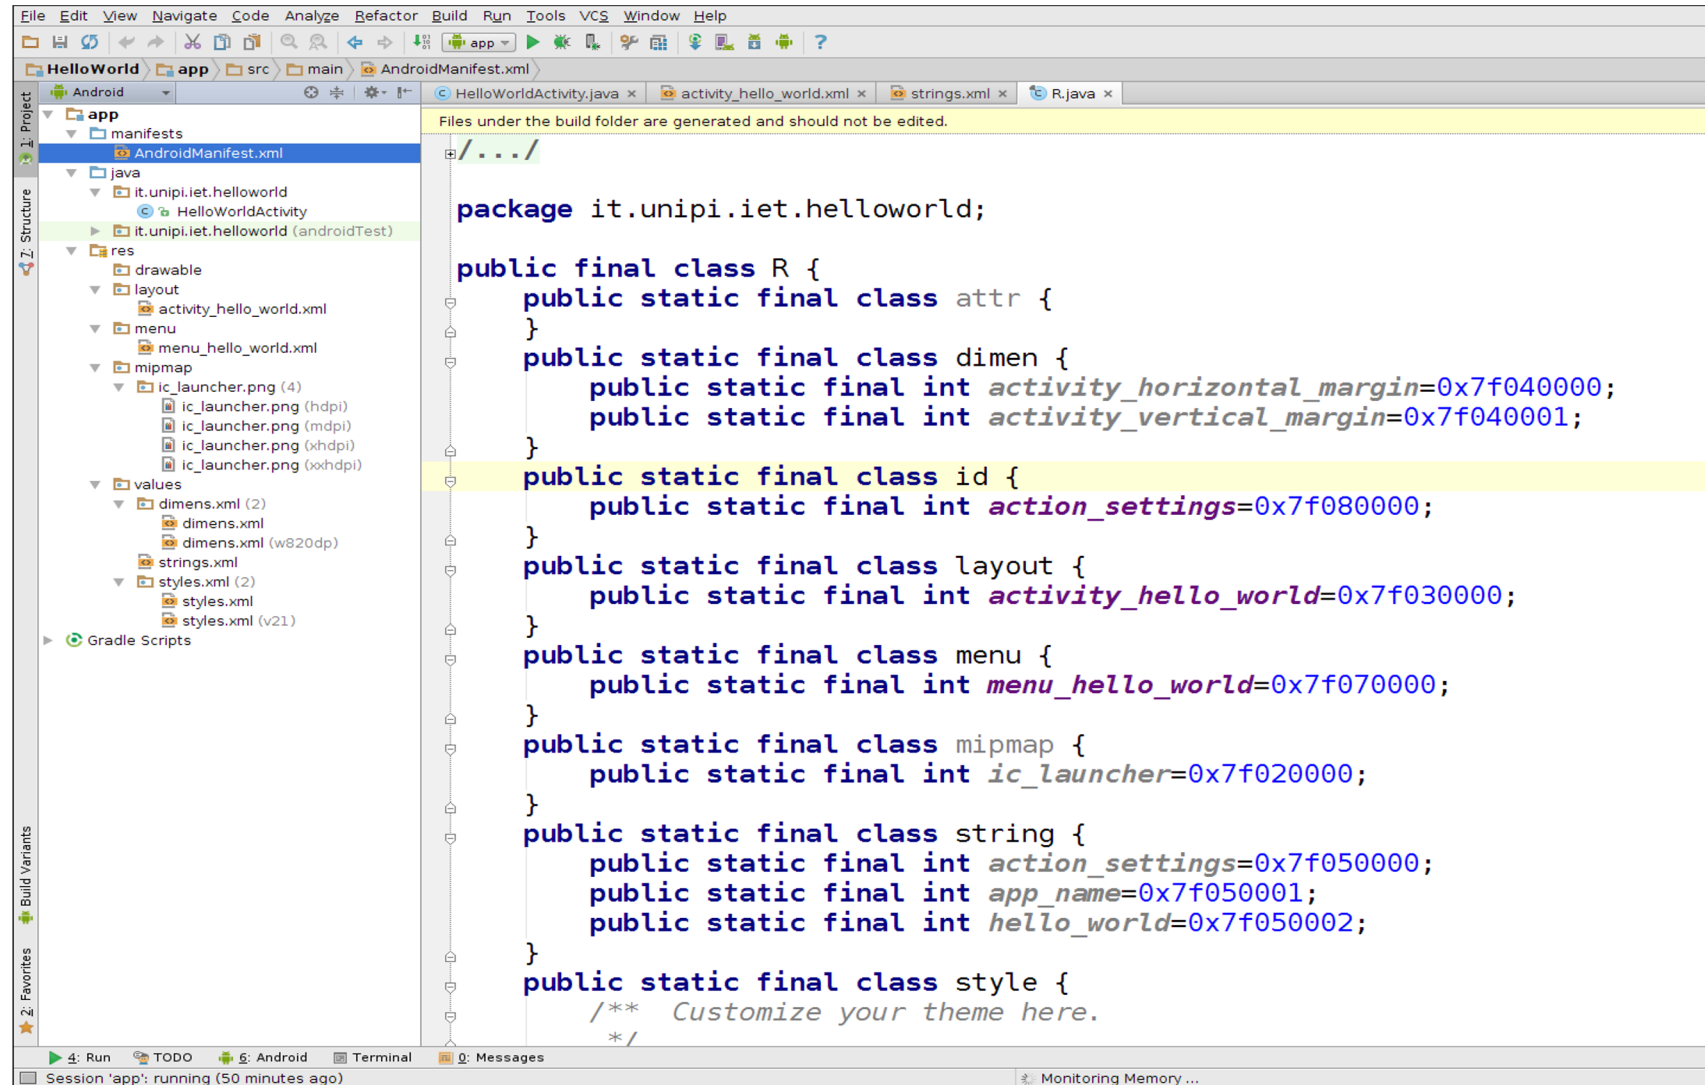 File Edit View Navigate Code Analyze Refactor Build Run Tools VCS Window Help
app
HelloWorld app src main AndroidManifest.xml
1: Project
7: Structure
Build Variants
2: Favorites
Android
app
manifests
AndroidManifest.xml
java
it.unipi.iet.helloworld
HelloWorldActivity
it.unipi.iet.helloworld (androidTest)
res
drawable
layout
activity_hello_world.xml
menu
menu_hello_world.xml
mipmap
ic_launcher.png (4)
ic_launcher.png (hdpi)
ic_launcher.png (mdpi)
ic_launcher.png (xhdpi)
ic_launcher.png (xxhdpi)
values
dimens.xml (2)
dimens.xml
dimens.xml (w820dp)
strings.xml
styles.xml (2)
styles.xml
styles.xml (v21)
Gradle Scripts
HelloWorldActivity.java activity_hello_world.xml strings.xml R.java
Files under the build folder are generated and should not be edited.
/.../
package it.unipi.iet.helloworld;
public final class R {
public static final class attr {
}
public static final class dimen {
public static final int activity_horizontal_margin=0x7f040000;
public static final int activity_vertical_margin=0x7f040001;
}
public static final class id {
public static final int action_settings=0x7f080000;
}
public static final class layout {
public static final int activity_hello_world=0x7f030000;
}
public static final class menu {
public static final int menu_hello_world=0x7f070000;
}
public static final class mipmap {
public static final int ic_launcher=0x7f020000;
}
public static final class string {
public static final int action_settings=0x7f050000;
public static final int app_name=0x7f050001;
public static final int hello_world=0x7f050002;
}
public static final class style {
/** Customize your theme here.
*/
4: Run TODO 6: Android Terminal 0: Messages
Session 'app': running (50 minutes ago) Monitoring Memory ...